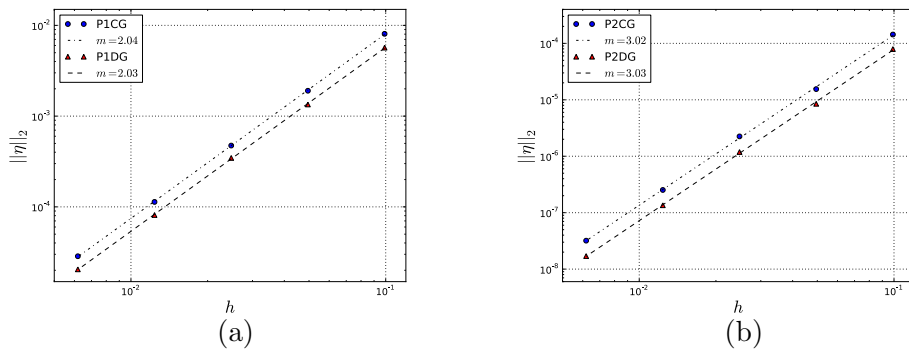 P1CG
m=2.04
P1DG
m=2.03
10^{-2}
10^{-3}
10^{-4}
||η||_2
10^{-2} 10^{-1}
h
(a)
P2CG
m=3.02
P2DG
m=3.03
10^{-4}
10^{-5}
10^{-6}
10^{-7}
10^{-8}
||η||_2
10^{-2} 10^{-1}
h
(b)